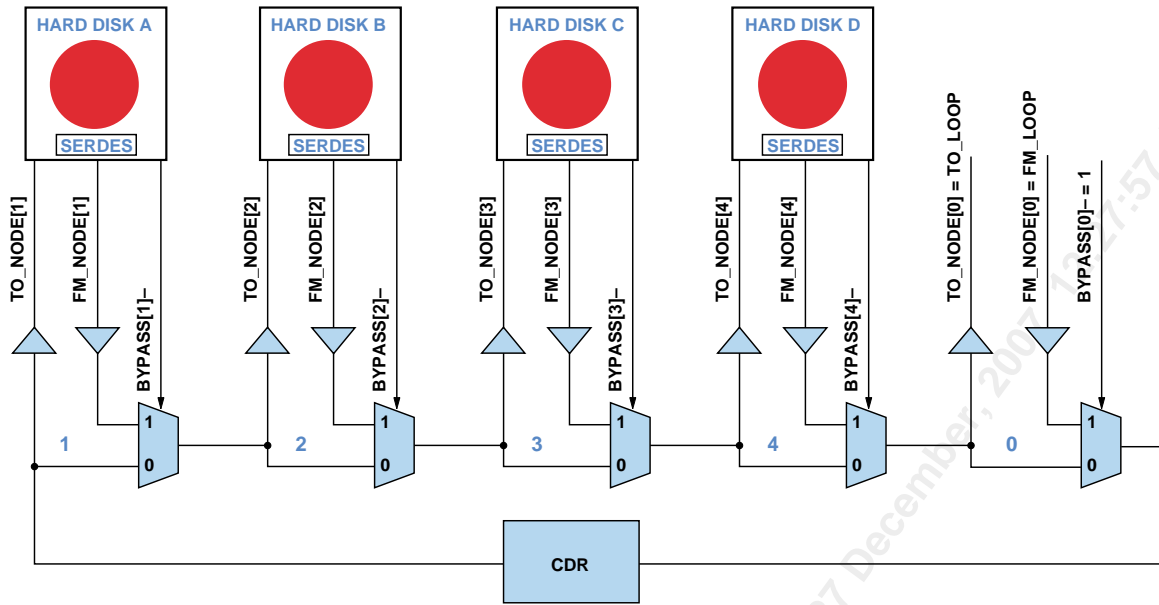 HARD DISK A
HARD DISK B
HARD DISK C
HARD DISK D
SERDES
SERDES
SERDES
SERDES
TO_NODE[1]
FM_NODE[1]
BYPASS[1]–
TO_NODE[2]
FM_NODE[2]
BYPASS[2]–
TO_NODE[3]
FM_NODE[3]
BYPASS[3]–
TO_NODE[4]
FM_NODE[4]
BYPASS[4]–
TO_NODE[0] = TO_LOOP
FM_NODE[0] = FM_LOOP
BYPASS[0]– = 1
1
1
0
2
1
0
3
1
0
4
1
0
0
1
0
CDR
December, 2007